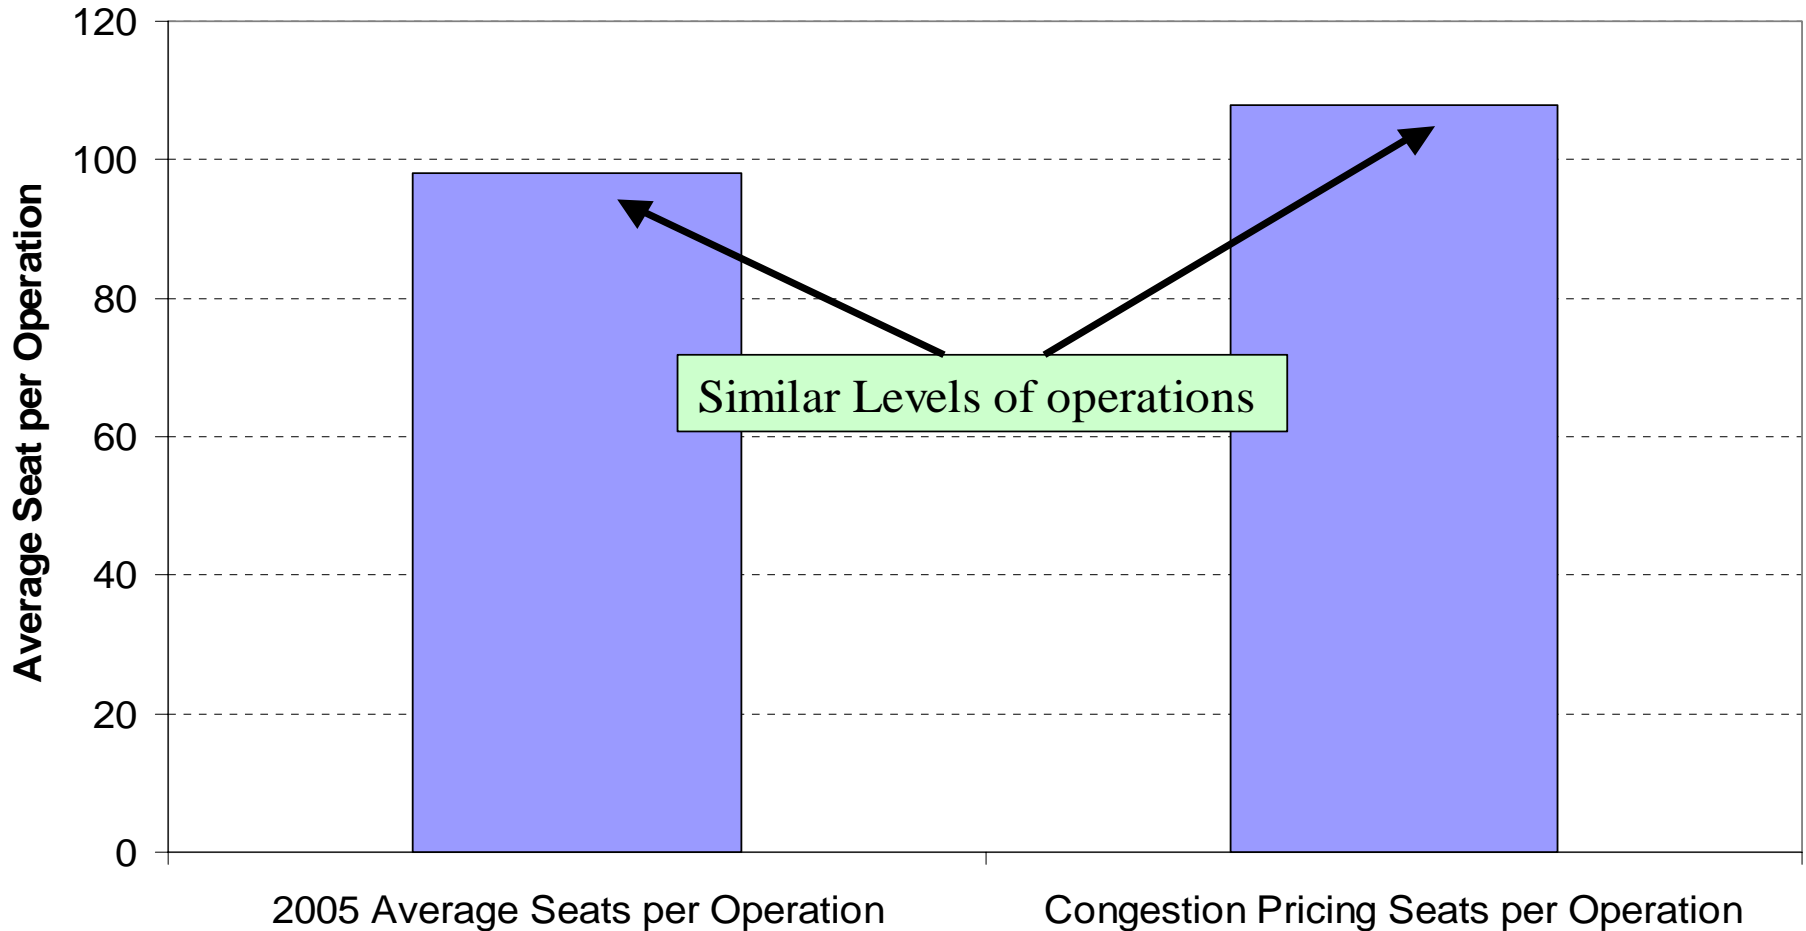 120
100
80
60
40
20
0
Average Seat per Operation
Similar Levels of operations
2005 Average Seats per Operation
Congestion Pricing Seats per Operation